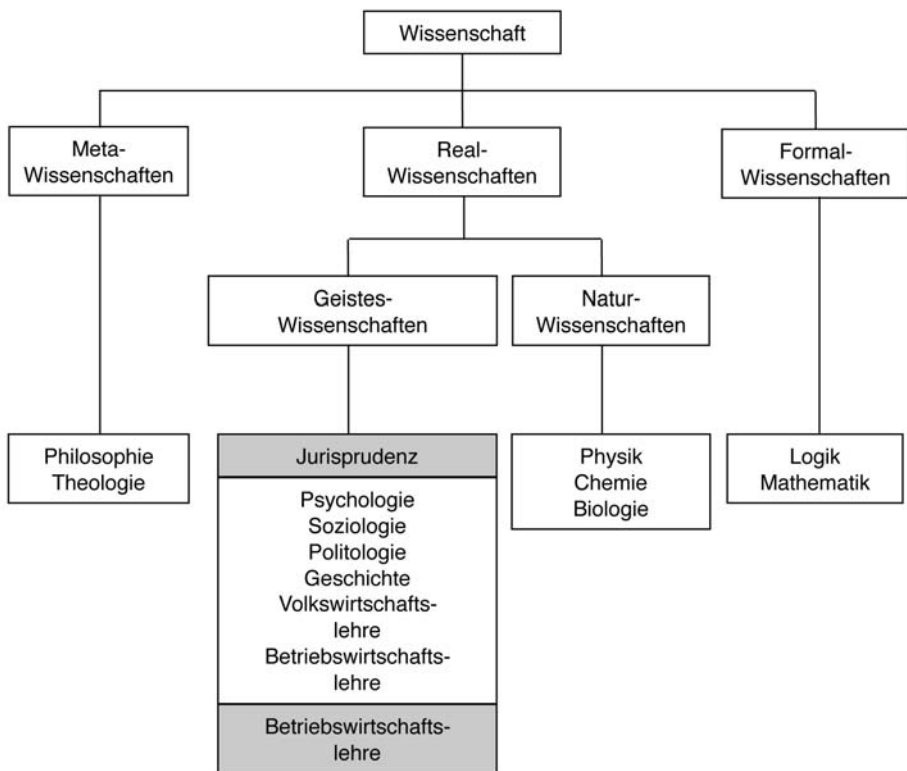 Wissenschaft
Meta-
Wissenschaften
Real-
Wissenschaften
Formal-
Wissenschaften
Geistes-
Wissenschaften
Natur-
Wissenschaften
Philosophie
Theologie
Jurisprudenz
Psychologie
Soziologie
Politologie
Geschichte
Volkswirtschafts-
lehre
Betriebswirtschafts-
lehre
Betriebswirtschafts-
lehre
Physik
Chemie
Biologie
Logik
Mathematik